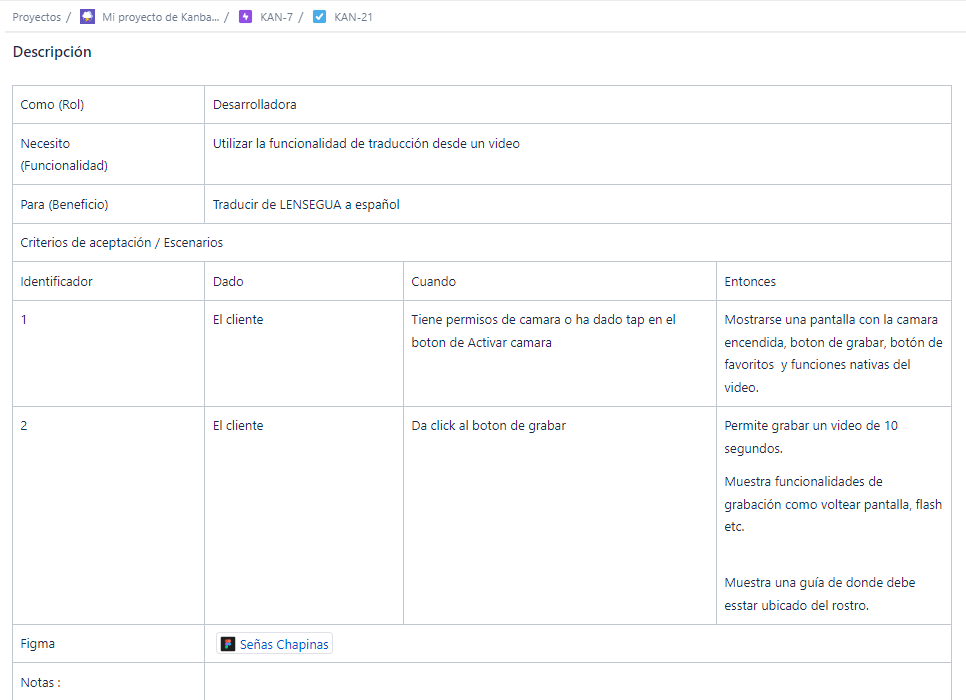 Proyectos / Mi proyecto de Kanba... / KAN-7 / KAN-21
Descripción
Como (Rol)
Desarrolladora
Necesito
(Funcionalidad)
Utilizar la funcionalidad de traducción desde un video
Para (Beneficio)
Traducir de LENSEGUA a español
Criterios de aceptación / Escenarios
Identificador
Dado
Cuando
Entonces
1
El cliente
Tiene permisos de camara o ha dado tap en el
boton de Activar camara
Mostrarse una pantalla con la camara
encendida, boton de grabar, botón de
favoritos y funciones nativas del
video.
2
El cliente
Da click al boton de grabar
Permite grabar un video de 10
segundos.
Muestra funcionalidades de
grabación como voltear pantalla, flash
etc.
Muestra una guía de donde debe
esstar ubicado del rostro.
Figma
Señas Chapinas
Notas :